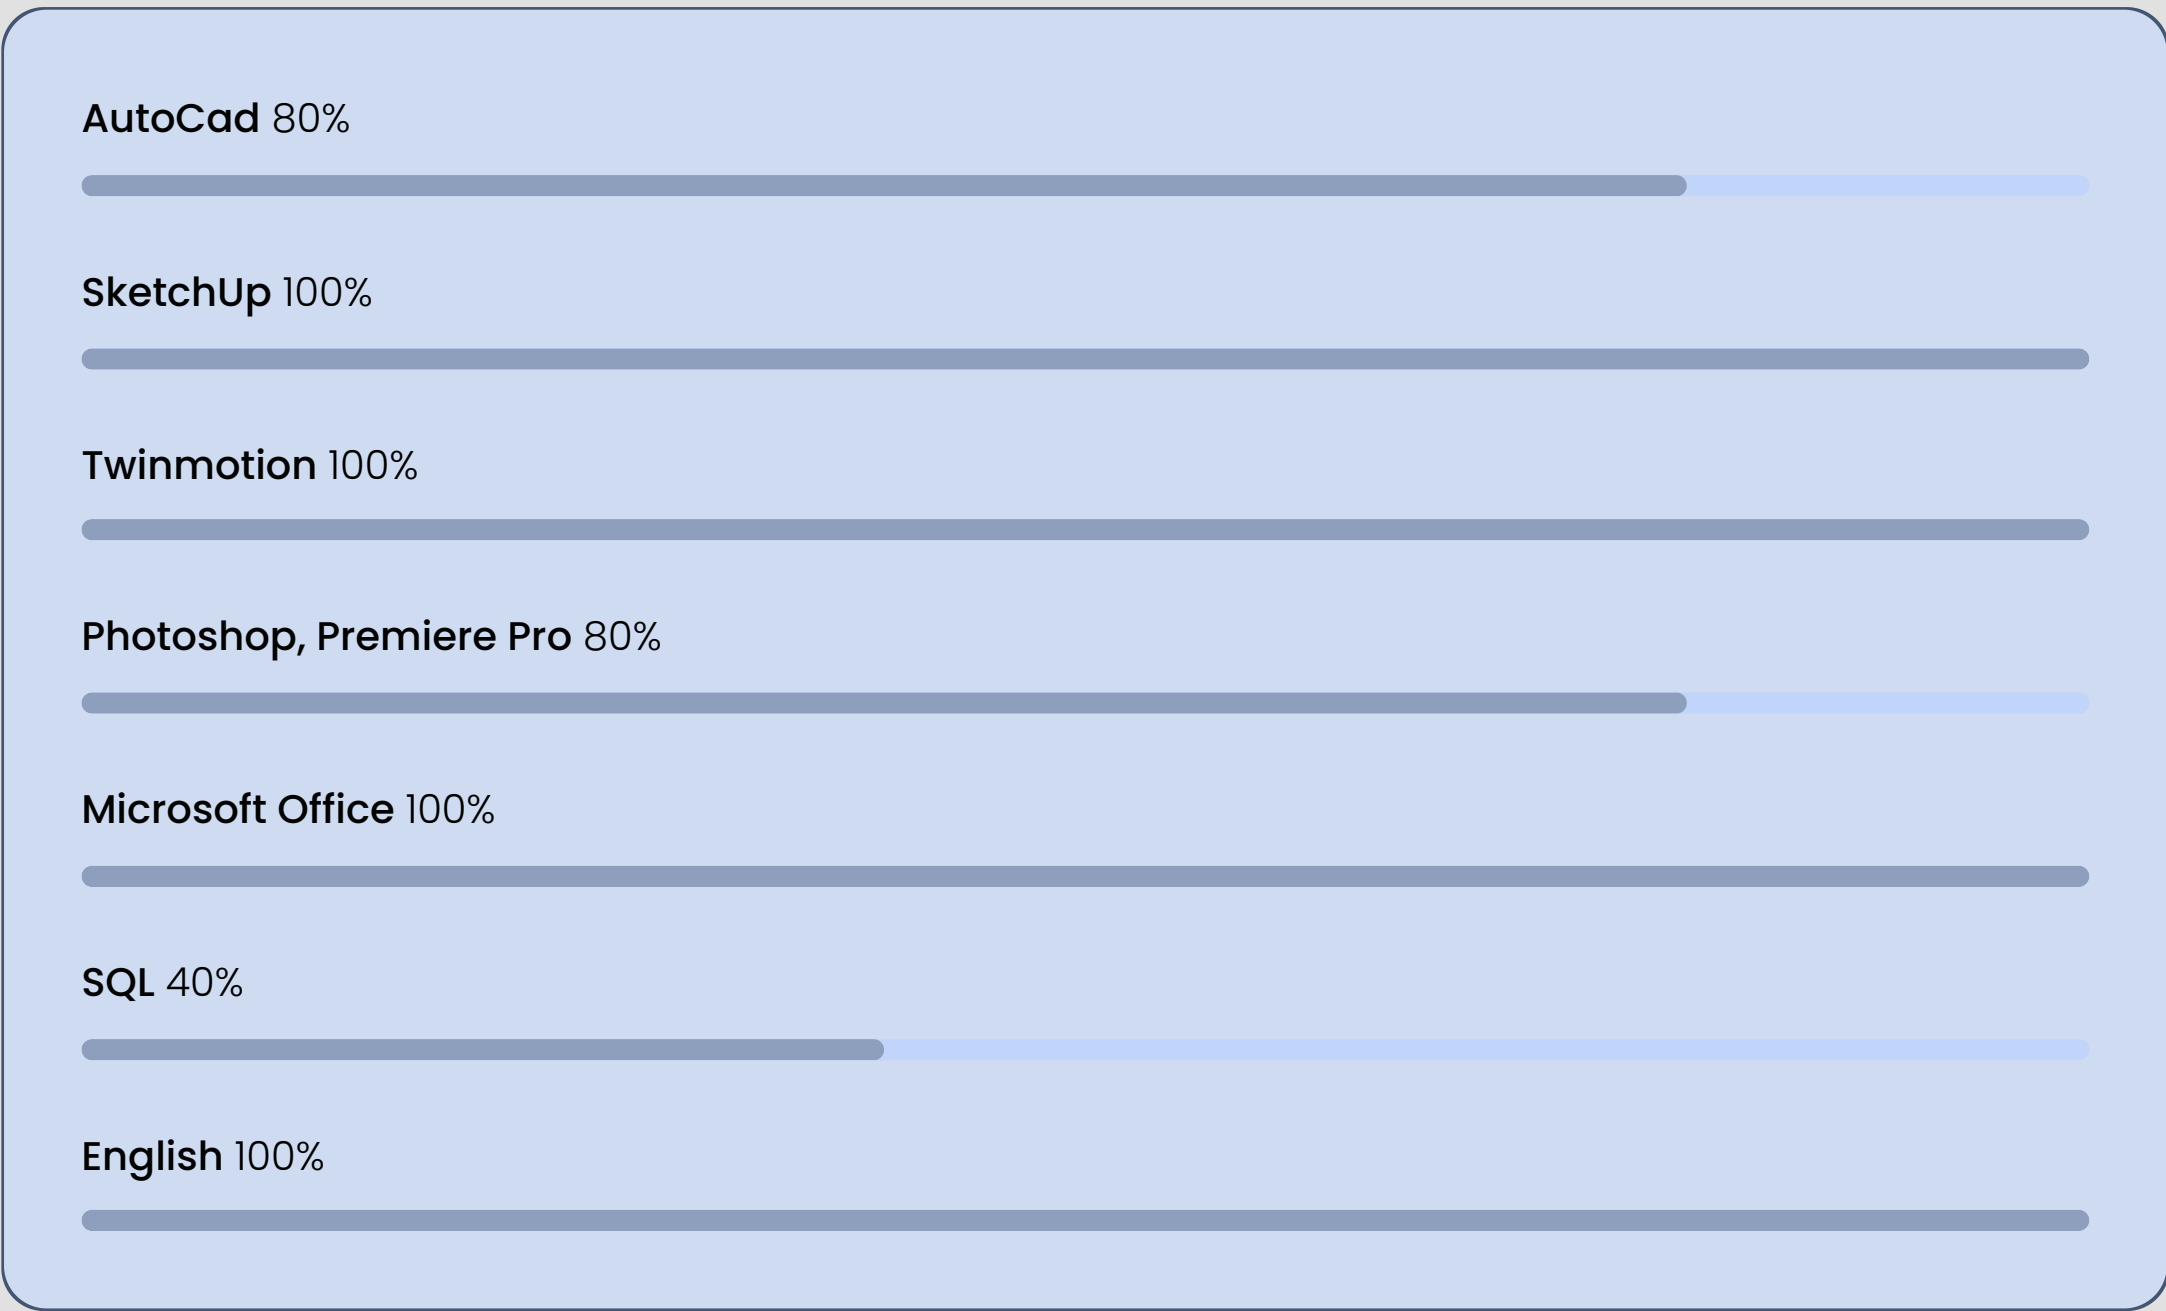 AutoCad 80%
SketchUp 100%
Twinmotion 100%
Photoshop, Premiere Pro 80%
Microsoft Office 100%
SQL 40%
English 100%